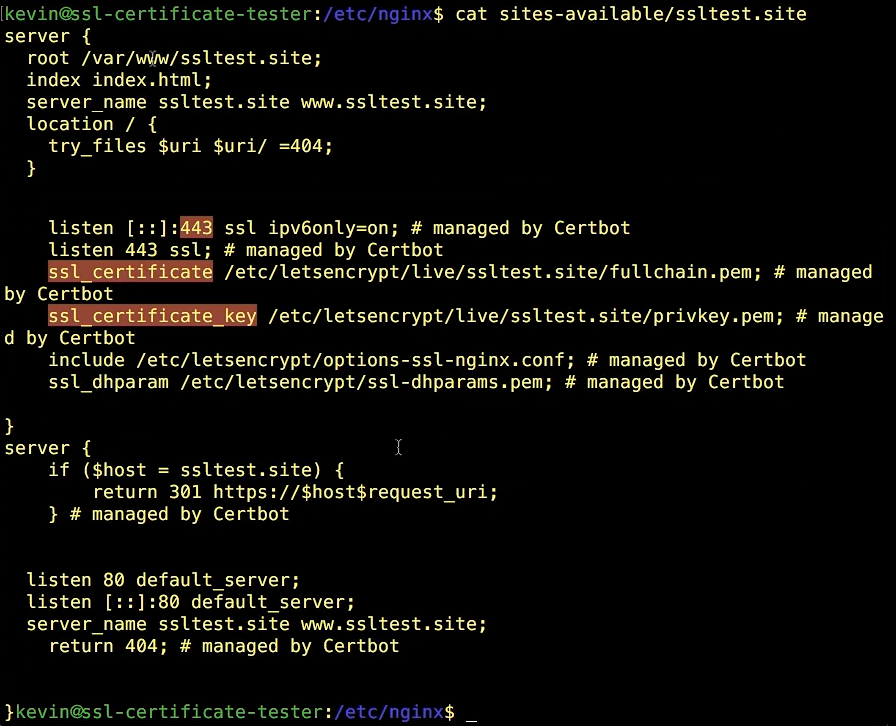 kevin@ssl-certificate-tester:/etc/nginx$ cat sites-available/ssltest.site
server {
  root /var/www/ssltest.site;
  index index.html;
  server_name ssltest.site www.ssltest.site;
  location / {
    try_files $uri $uri/ =404;
  }
    listen [::]:443 ssl ipv6only=on; # managed by Certbot
    listen 443 ssl; # managed by Certbot
    ssl_certificate /etc/letsencrypt/live/ssltest.site/fullchain.pem; # managed
by Certbot
    ssl_certificate_key /etc/letsencrypt/live/ssltest.site/privkey.pem; # manage
d by Certbot
    include /etc/letsencrypt/options-ssl-nginx.conf; # managed by Certbot
    ssl_dhparam /etc/letsencrypt/ssl-dhparams.pem; # managed by Certbot
}
server {
    if ($host = ssltest.site) {
        return 301 https://$host$request_uri;
    } # managed by Certbot
  listen 80 default_server;
  listen [::]:80 default_server;
  server_name ssltest.site www.ssltest.site;
    return 404; # managed by Certbot
}kevin@ssl-certificate-tester:/etc/nginx$ _